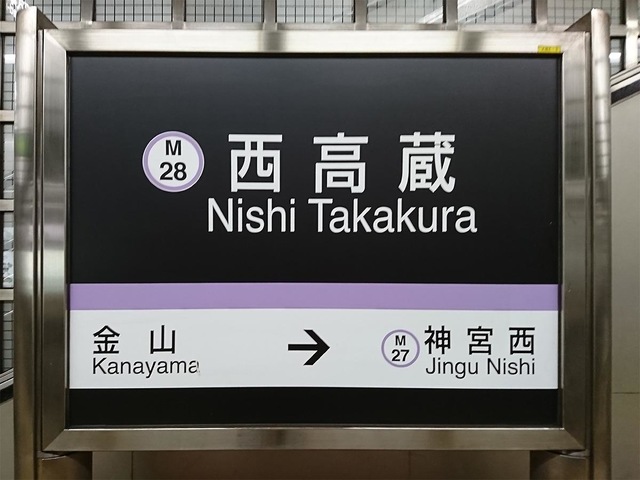 M
28
西高蔵
Nishi Takakura
金山
Kanayama
→
M
27
神宮西
Jingu Nishi